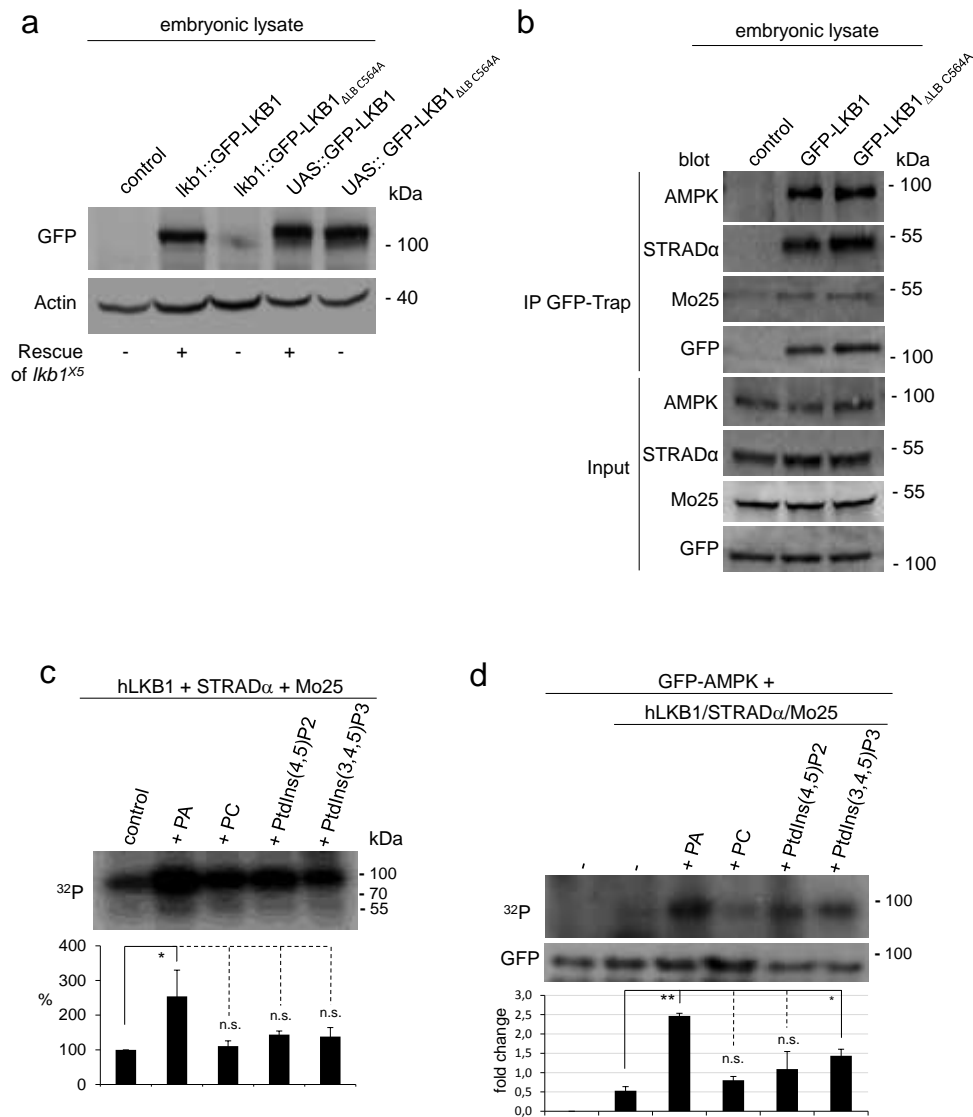 a
embryonic lysate
control
lkb1::GFP-LKB1
lkb1::GFP-LKB1ΔLB C564A
UAS::GFP-LKB1
UAS:: GFP-LKB1ΔLB C564A
kDa
GFP
- 100
Actin
- 40
Rescue
of lkb1X5
- + - + -
b
embryonic lysate
blot
control
GFP-LKB1
GFP-LKB1ΔLB C564A
kDa
IP GFP-Trap
AMPK
- 100
STRADα
- 55
Mo25
- 55
GFP
- 100
Input
AMPK
- 100
STRADα
- 55
Mo25
- 55
GFP
- 100
c
hLKB1 + STRADα + Mo25
control
+ PA
+ PC
+ PtdIns(4,5)P2
+ PtdIns(3,4,5)P3
kDa
32P
- 100
- 70
- 55
400
300
200
100
0
%
*
n.s.
n.s.
n.s.
d
GFP-AMPK +
hLKB1/STRADα/Mo25
-
-
+ PA
+ PC
+ PtdIns(4,5)P2
+ PtdIns(3,4,5)P3
32P
- 100
GFP
- 100
fold change
3,0
2,5
2,0
1,5
1,0
0,5
0,0
**
n.s.
n.s.
*